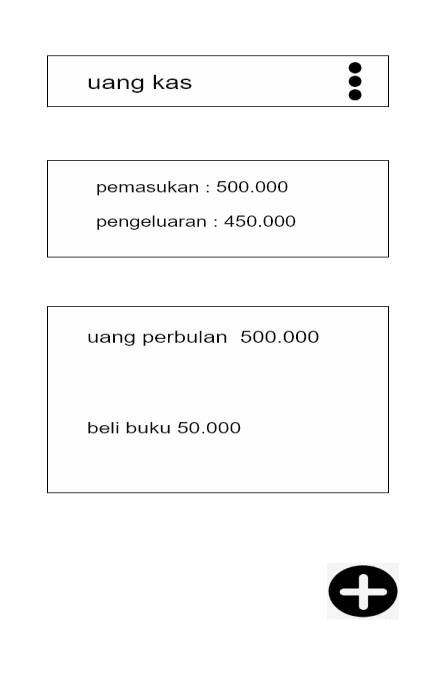 uang kas
pemasukan : 500.000
pengeluaran : 450.000
uang perbulan  500.000
beli buku 50.000